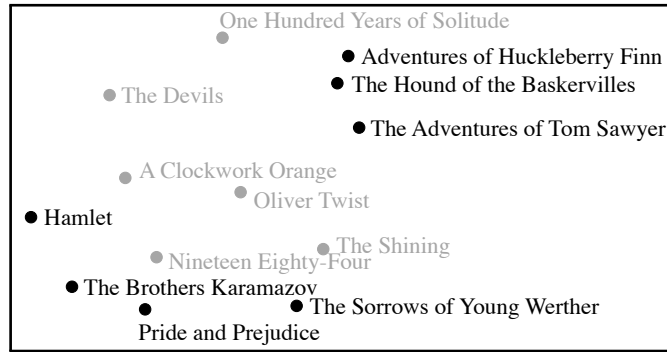 One Hundred Years of Solitude
Adventures of Huckleberry Finn
The Hound of the Baskervilles
The Devils
The Adventures of Tom Sawyer
A Clockwork Orange
Oliver Twist
Hamlet
The Shining
Nineteen Eighty-Four
The Brothers Karamazov
The Sorrows of Young Werther
Pride and Prejudice